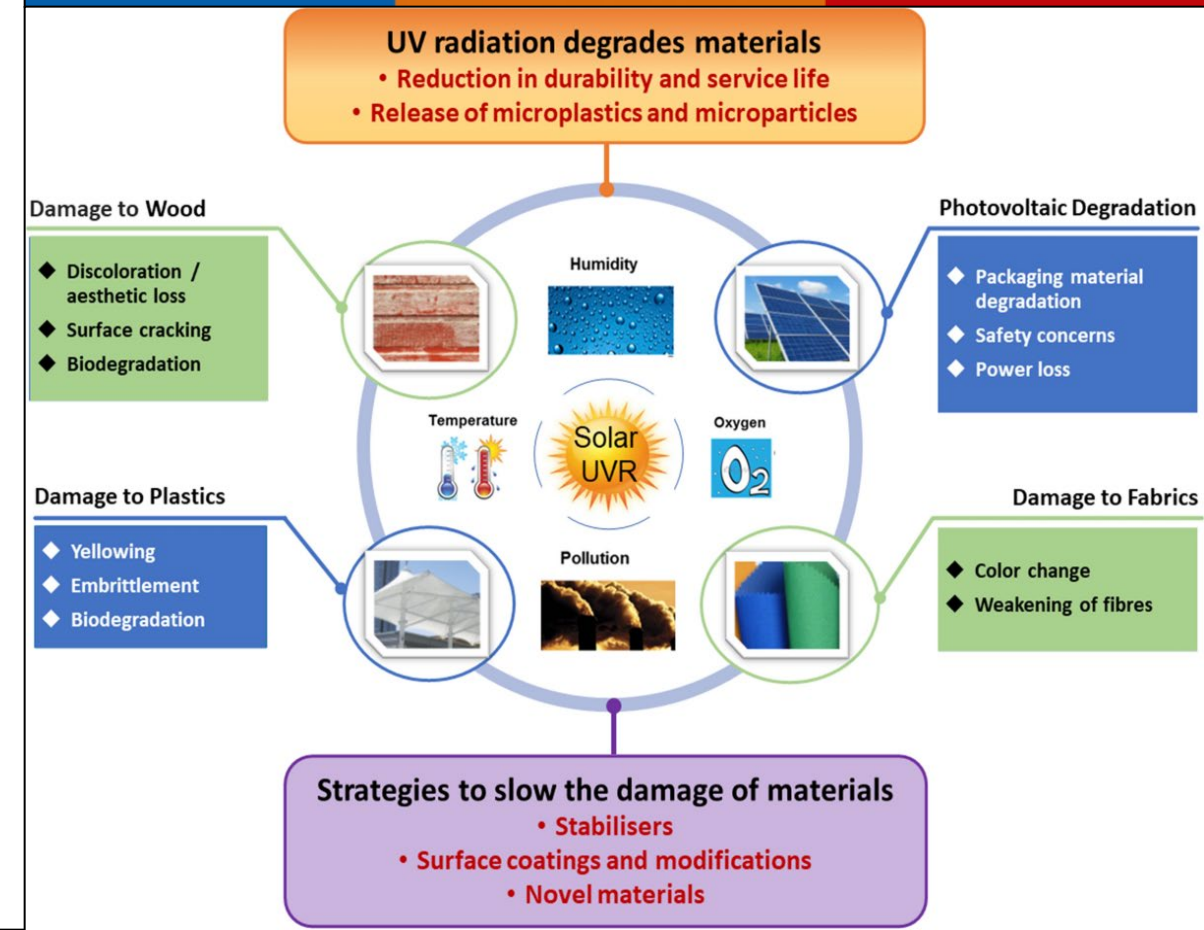 UV radiation degrades materials
• Reduction in durability and service life
• Release of microplastics and microparticles
Damage to Wood
◆ Discoloration /
aesthetic loss
◆ Surface cracking
◆ Biodegradation
Photovoltaic Degradation
◆ Packaging material
degradation
◆ Safety concerns
◆ Power loss
Humidity
Temperature
Solar
UVR
Oxygen
O2
Pollution
Damage to Plastics
◆ Yellowing
◆ Embrittlement
◆ Biodegradation
Damage to Fabrics
◆ Color change
◆ Weakening of fibres
Strategies to slow the damage of materials
• Stabilisers
• Surface coatings and modifications
• Novel materials